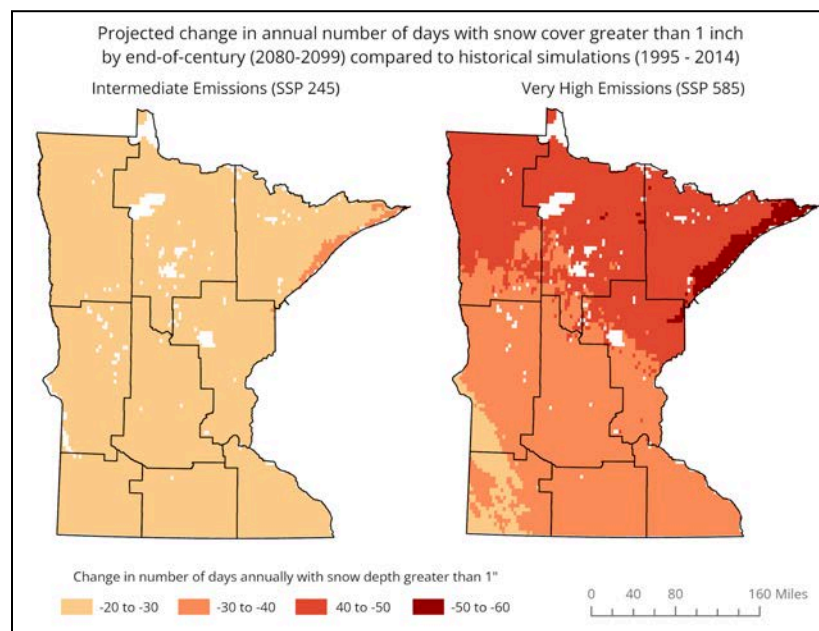 Projected change in annual number of days with snow cover greater than 1 inch
by end-of-century (2080-2099) compared to historical simulations (1995 - 2014)
Intermediate Emissions (SSP 245)
Very High Emissions (SSP 585)
Change in number of days annually with snow depth greater than 1"
-20 to -30
-30 to -40
40 to -50
-50 to -60
0 40 80 160 Miles